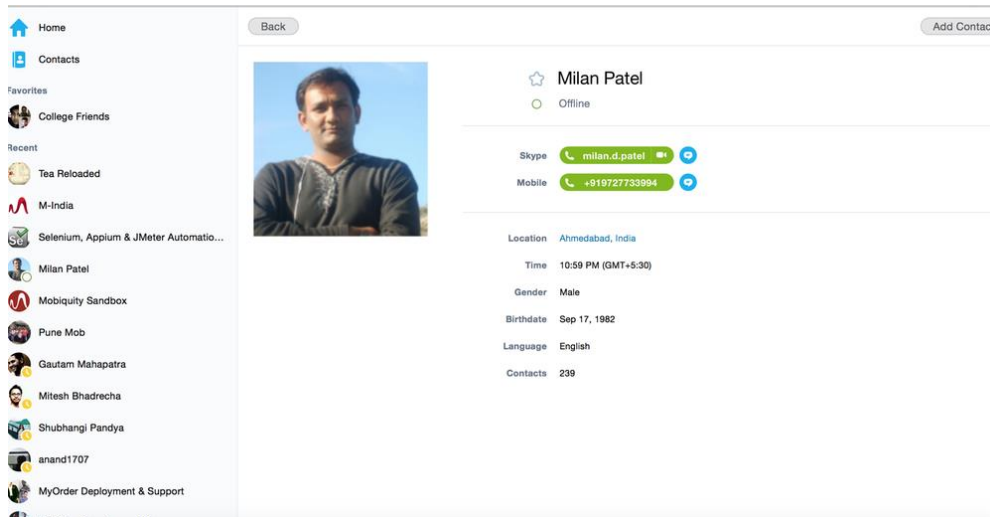 Home
Contacts
Favorites
College Friends
Recent
Tea Reloaded
M-India
Selenium, Appium & JMeter Automatio...
Milan Patel
Mobiquity Sandbox
Pune Mob
Gautam Mahapatra
Mitesh Bhadrecha
Shubhangi Pandya
anand1707
MyOrder Deployment & Support
Back
Add Contac
Milan Patel
Offline
Skype milan.d.patel
Mobile +919727733994
Location Ahmedabad, India
Time 10:59 PM (GMT+5:30)
Gender Male
Birthdate Sep 17, 1982
Language English
Contacts 239